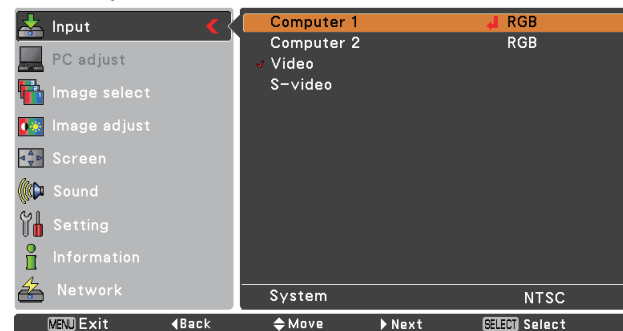 Input
PC adjust
Image select
Image adjust
Screen
Sound
Setting
Information
Network
Computer 1 RGB
Computer 2 RGB
Video
S-video
System NTSC
MENU Exit Back Move Next SELECT Select